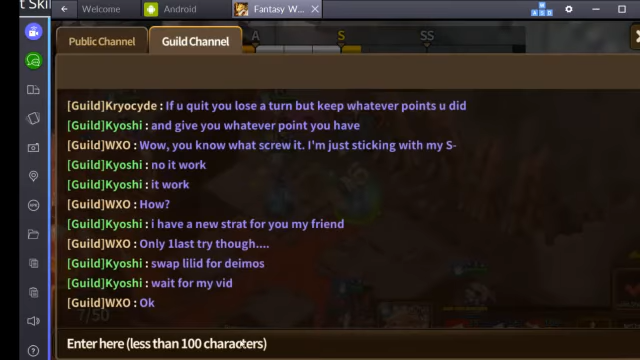 t Skil
Welcome
Android
Fantasy W...
Public Channel
Guild Channel
A
S
SS
[Guild]Kryocyde : If u quit you lose a turn but keep whatever points u did
[Guild]Kyoshi : and give you whatever point you have
[Guild]WXO : Wow, you know what screw it. I'm just sticking with my S-
[Guild]Kyoshi : no it work
[Guild]Kyoshi : it work
[Guild]WXO : How?
[Guild]Kyoshi : i have a new strat for you my friend
[Guild]WXO : Only 1last try though....
[Guild]Kyoshi : swap lilid for deimos
[Guild]Kyoshi : wait for my vid
[Guild]WXO : Ok
7/50
Enter here (less than 100 characters)